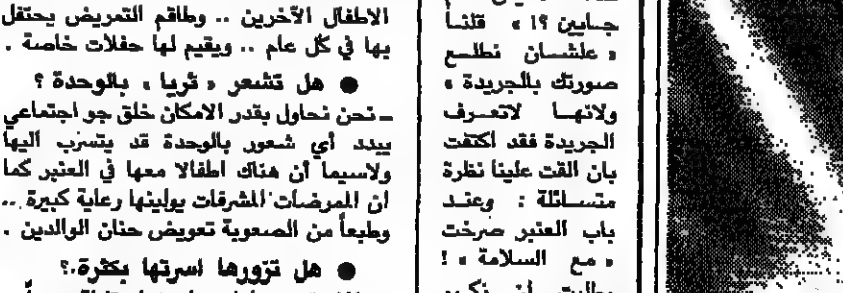 جايين ؟! » قلنا
« علشان نطلع
صورتك بالجريدة »
ولانها لاتعرف
الجريدة فقد اكتفت
بان القت علينا نظرة
متسائلة : وعند
باب العنبر صرخت
« مع السلامة » !
الاطفال الآخرين .. وطاقم التمريض يحتفل
بها في كل عام .. ويقيم لها حفلات خاصة .
● هل تشعر « ثريا » بالوحدة ؟
ــ نحن نحاول بقدر الامكان خلق جو اجتماعي
يبدد أي شعور بالوحدة قد يتسرب اليها
ولاسيما أن هناك اطفالا معها في العنبر كما
ان الممرضات المشرفات يولينها رعاية كبيرة ..
وطبعاً من الصعوبة تعويض حنان الوالدين .
● هل تزورها اسرتها بكثرة ؟